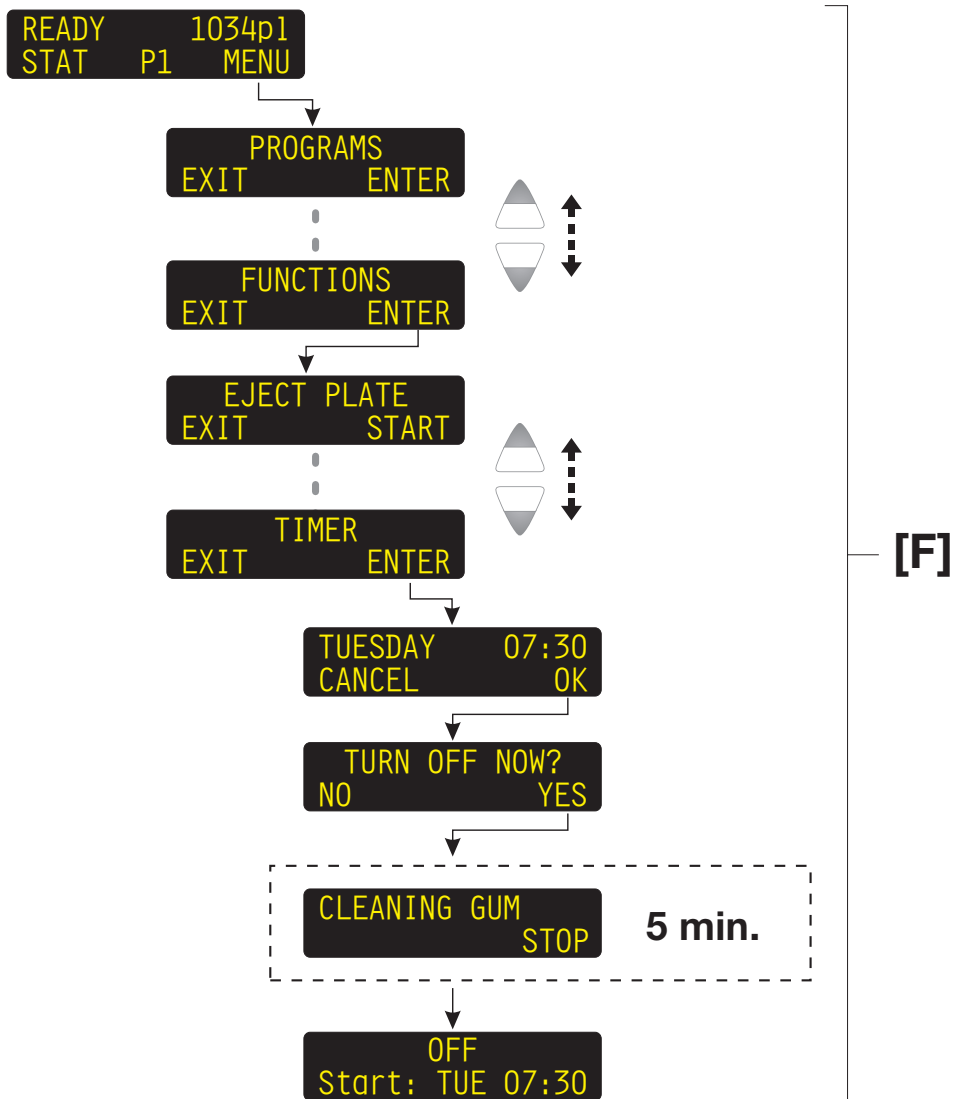 READY 1034pl
STAT P1 MENU
PROGRAMS
EXIT ENTER
FUNCTIONS
EXIT ENTER
EJECT PLATE
EXIT START
TIMER
EXIT ENTER
[F]
TUESDAY 07:30
CANCEL OK
TURN OFF NOW?
NO YES
CLEANING GUM
STOP
5 min.
OFF
Start: TUE 07:30